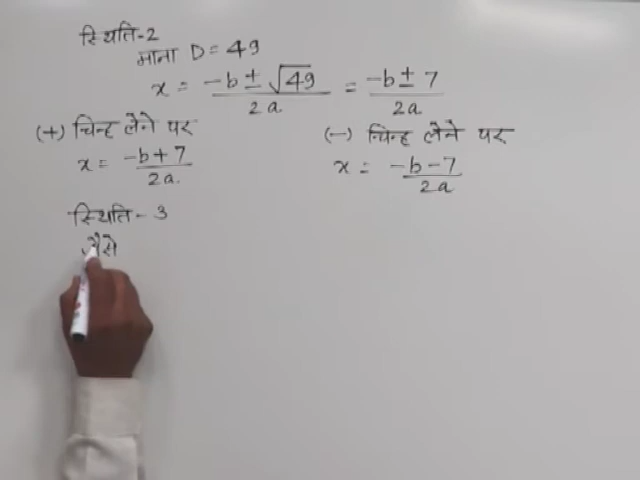 स्थिति-2
माना D = 49
x = (-b ± √49)/2a = (-b ± 7)/2a
(+) चिन्ह लेने पर
x = (-b + 7)/2a.
(-) चिन्ह लेने पर
x = (-b - 7)/2a
स्थिति - 3
जैसे